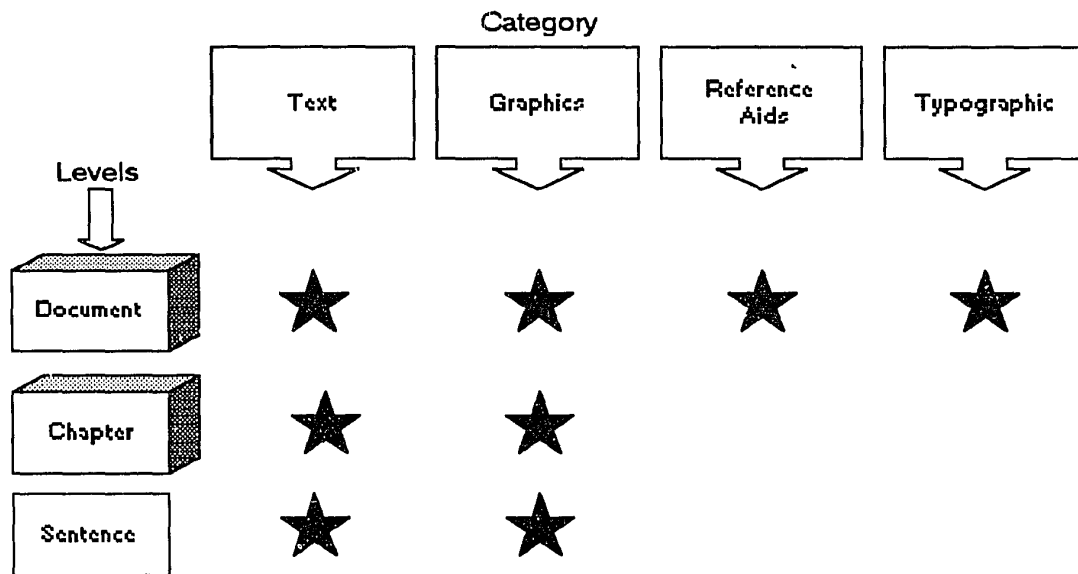 Category
Text
Graphics
Reference
Aids
Typographic
Levels
Document
Chapter
Sentence